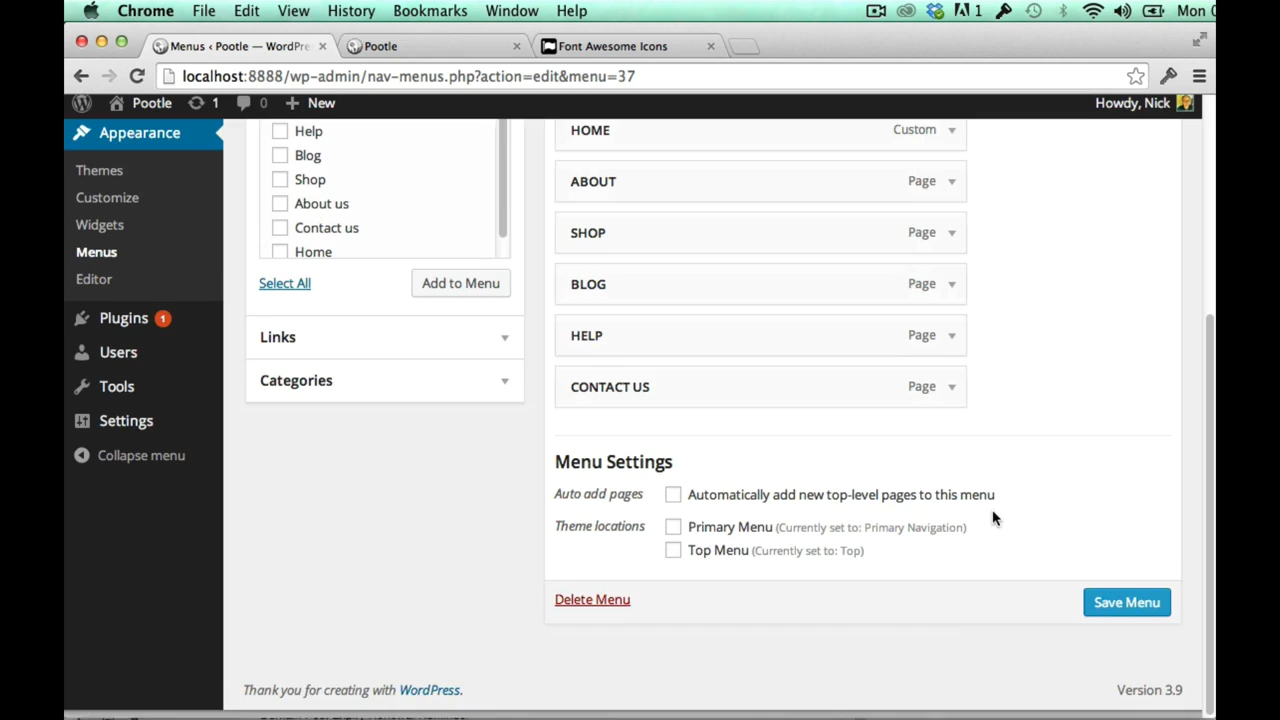 Chrome File Edit View History Bookmarks Window Help 1 Mon
Menus ‹ Pootle — WordPre × Pootle × Font Awesome Icons ×
localhost:8888/wp-admin/nav-menus.php?action=edit&menu=37
Pootle 1 0 + New Howdy, Nick
Appearance
Themes
Customize
Widgets
Menus
Editor
Plugins 1
Users
Tools
Settings
Collapse menu
Help
Blog
Shop
About us
Contact us
Home
Select All Add to Menu
Links
Categories
HOME Custom
ABOUT Page
SHOP Page
BLOG Page
HELP Page
CONTACT US Page
Menu Settings
Auto add pages Automatically add new top-level pages to this menu
Theme locations Primary Menu (Currently set to: Primary Navigation)
Top Menu (Currently set to: Top)
Delete Menu Save Menu
Thank you for creating with WordPress. Version 3.9